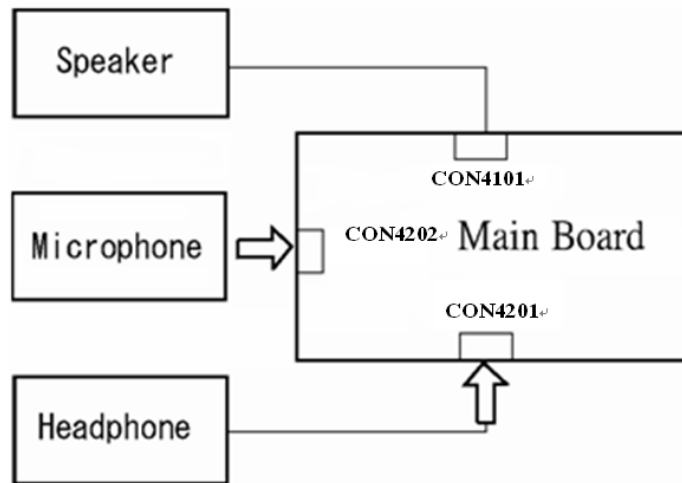 Speaker
CON4101↵
Microphone
CON4202↵
Main Board
CON4201↵
Headphone